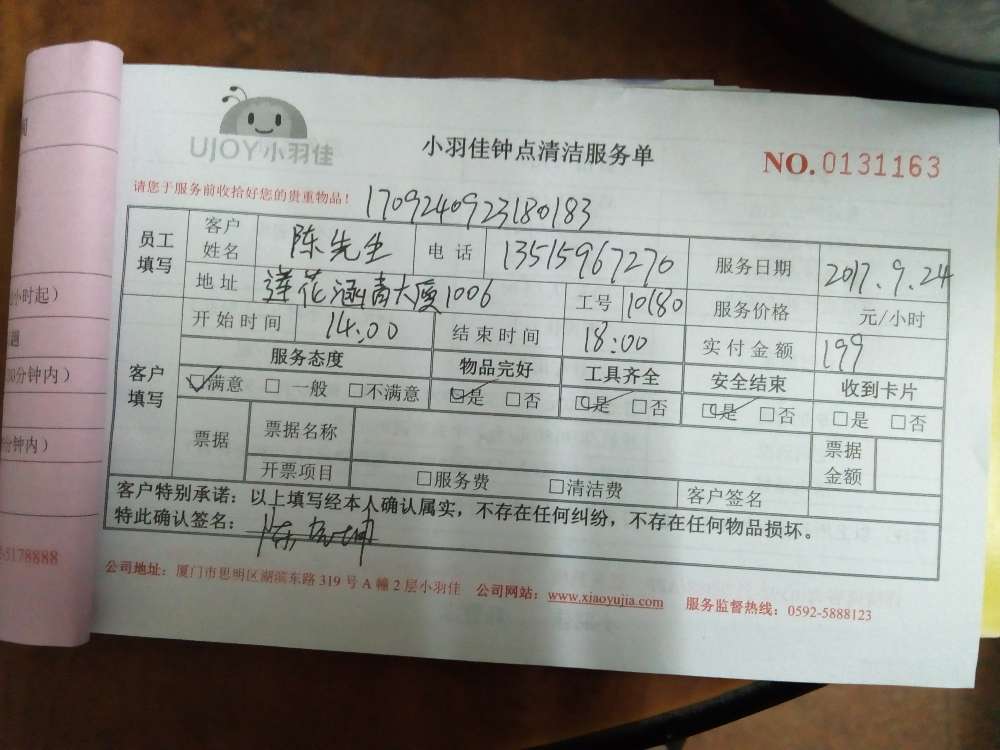 UJOY小羽佳
小羽佳钟点清洁服务单
NO.0131163
请您于服务前收拾好您的贵重物品！
1709240923180183
员工填写 客户姓名 陈先生 电话 13515967270 服务日期 2017.9.24
地址 莲花涵青大厦1006 工号 10180 服务价格 元/小时
开始时间 14:00 结束时间 18:00 实付金额 199
客户填写 服务态度 物品完好 工具齐全 安全结束 收到卡片
☑满意 □一般 □不满意 ☑是 □否 ☑是 □否 ☑是 □否 □是 □否
票据 票据名称 票据金额
开票项目 □服务费 □清洁费 客户签名
客户特别承诺：以上填写经本人确认属实，不存在任何纠纷，不存在任何物品损坏。
特此确认签名：
公司地址：厦门市思明区湖滨东路319号A幢2层小羽佳 公司网站：www.xiaoyujia.com 服务监督热线：0592-5888123
小时起）
分钟内）
分钟内）
5178888